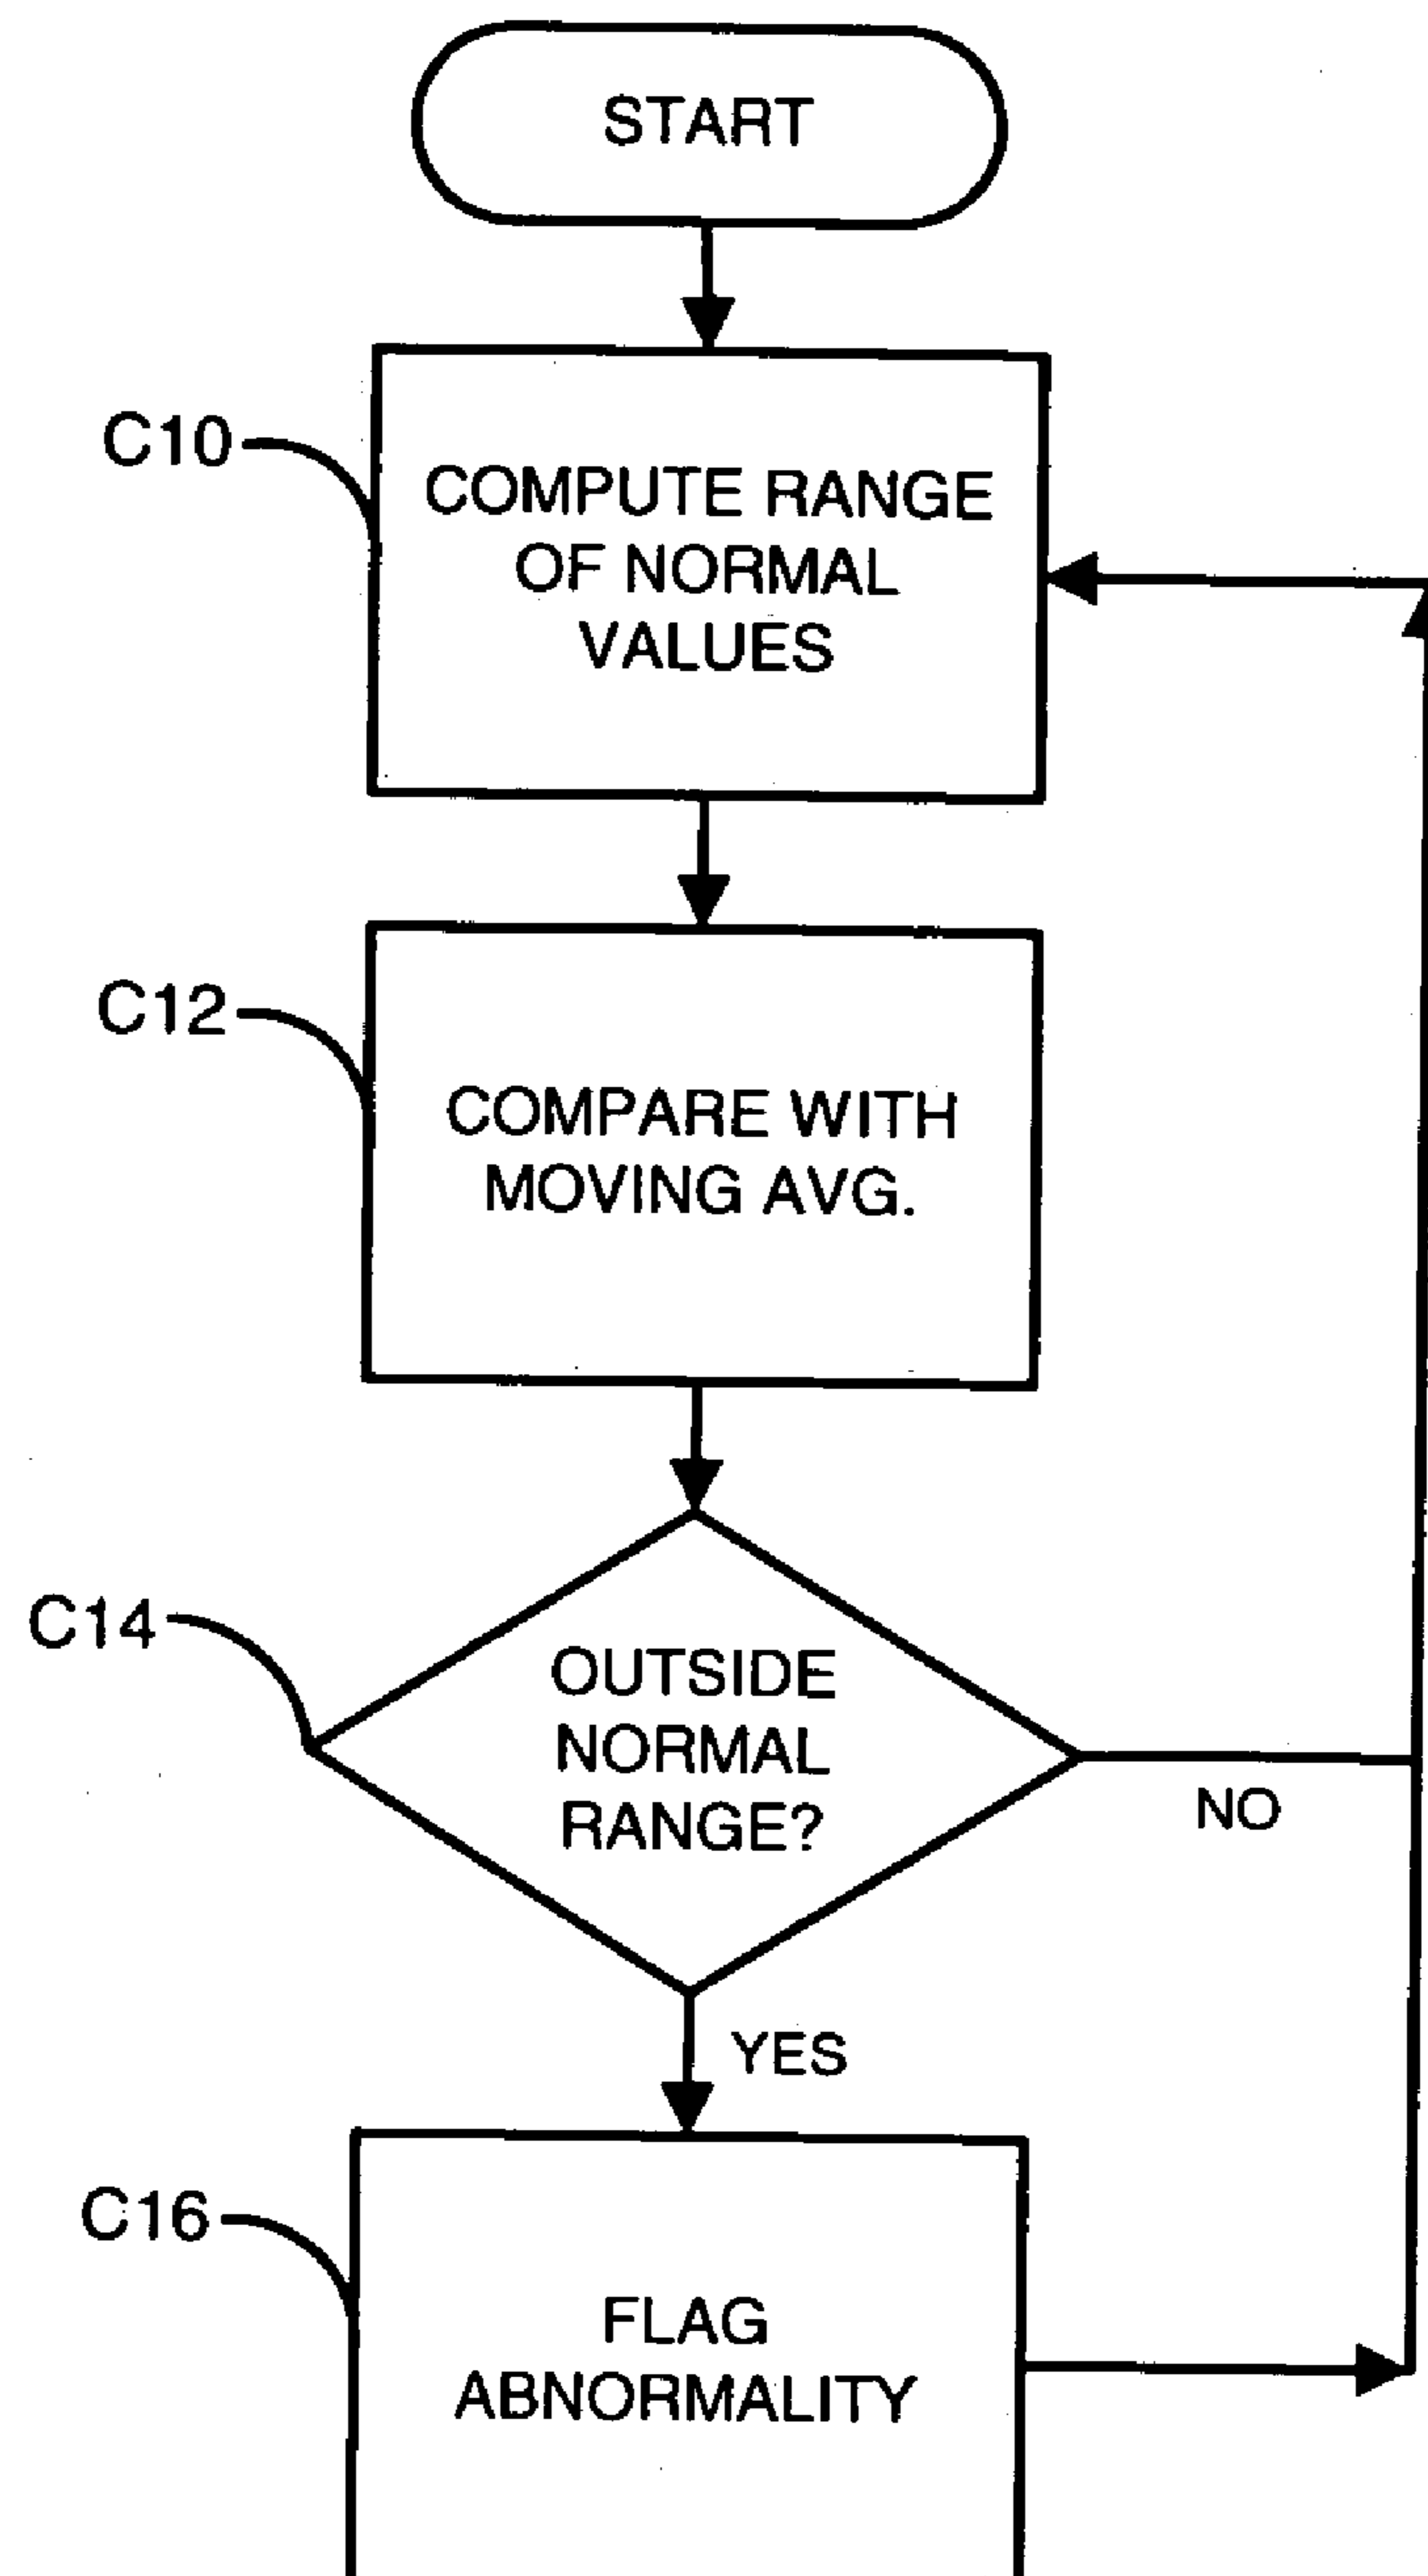 START
C10
COMPUTE RANGE
OF NORMAL
VALUES
C12
COMPARE WITH
MOVING AVG.
C14
OUTSIDE
NORMAL
RANGE?
NO
YES
C16
FLAG
ABNORMALITY